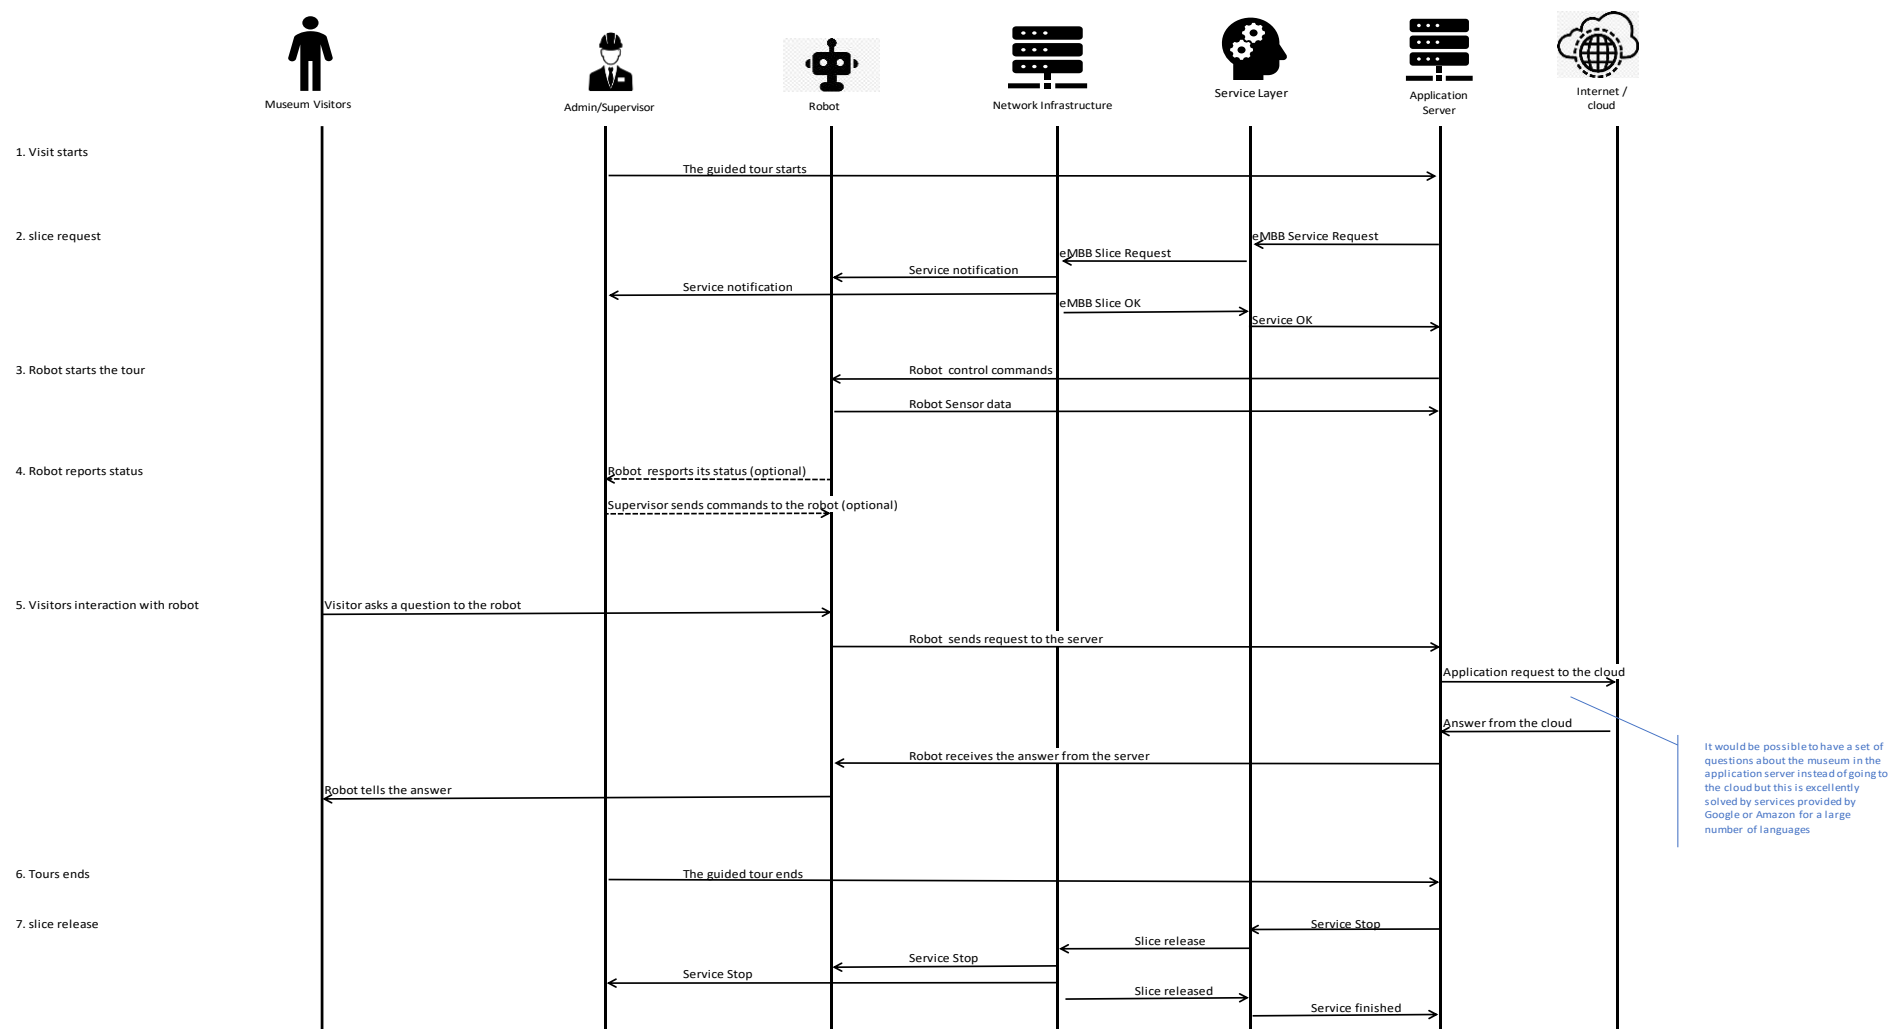 Museum Visitors
Admin/Supervisor
Robot
Network Infrastructure
Service Layer
Application
Server
Internet /
cloud
1. Visit starts
The guided tour starts
2. slice request
eMBB Service Request
eMBB Slice Request
Service notification
Service notification
eMBB Slice OK
Service OK
3. Robot starts the tour
Robot control commands
Robot Sensor data
4. Robot reports status
Robot resports its status (optional)
Supervisor sends commands to the robot (optional)
5. Visitors interaction with robot
Visitor asks a question to the robot
Robot sends request to the server
Application request to the cloud
Answer from the cloud
Robot receives the answer from the server
Robot tells the answer
It would be possible to have a set of
questions about the museum in the
application server instead of going to
the cloud but this is excellently
solved by services provided by
Google or Amazon for a large
number of languages
6. Tours ends
The guided tour ends
7. slice release
Service Stop
Slice release
Service Stop
Service Stop
Slice released
Service finished